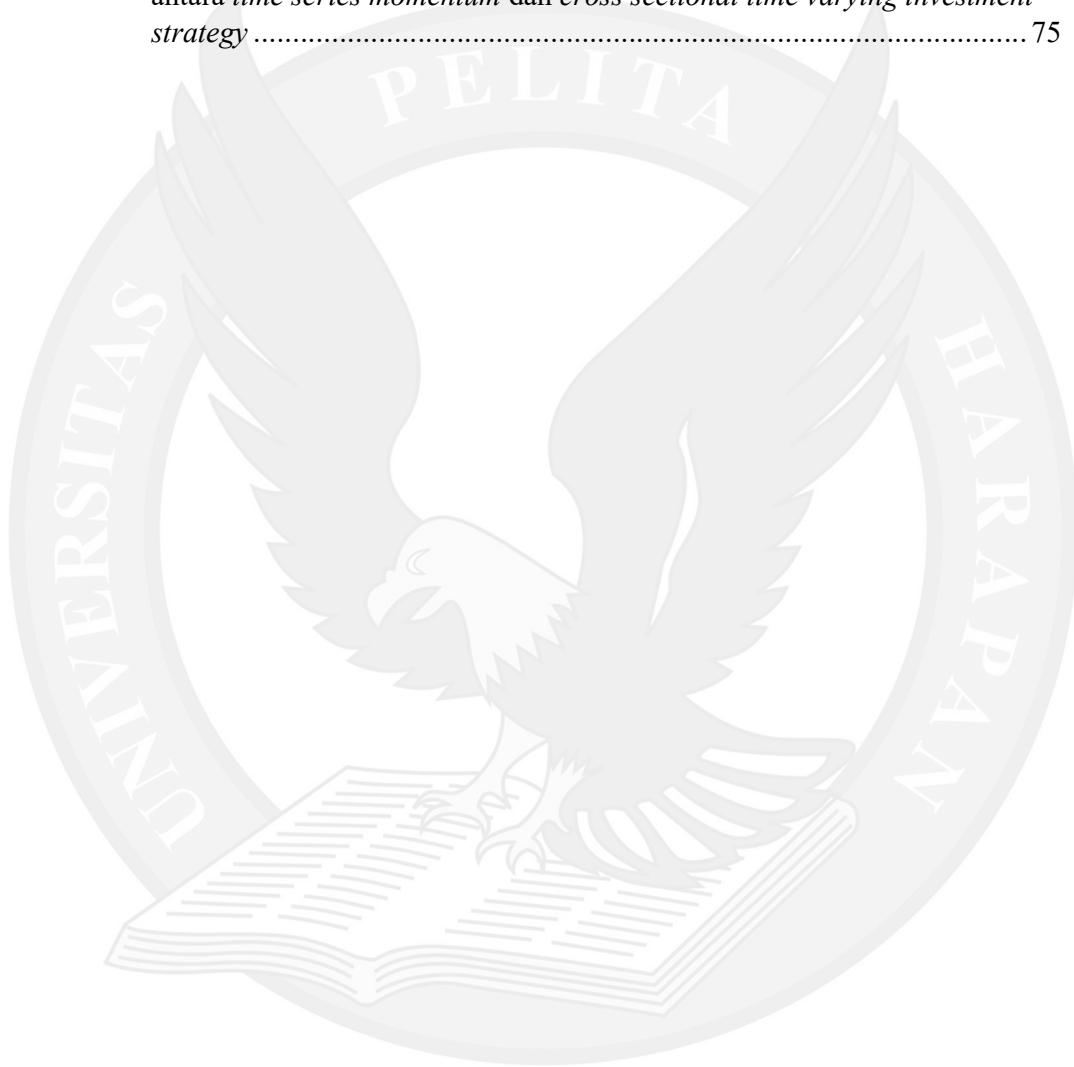 antara time series momentum dan cross sectional time varying investment
strategy .................................................................................... 75
UNIVERSITAS PELITA HARAPAN